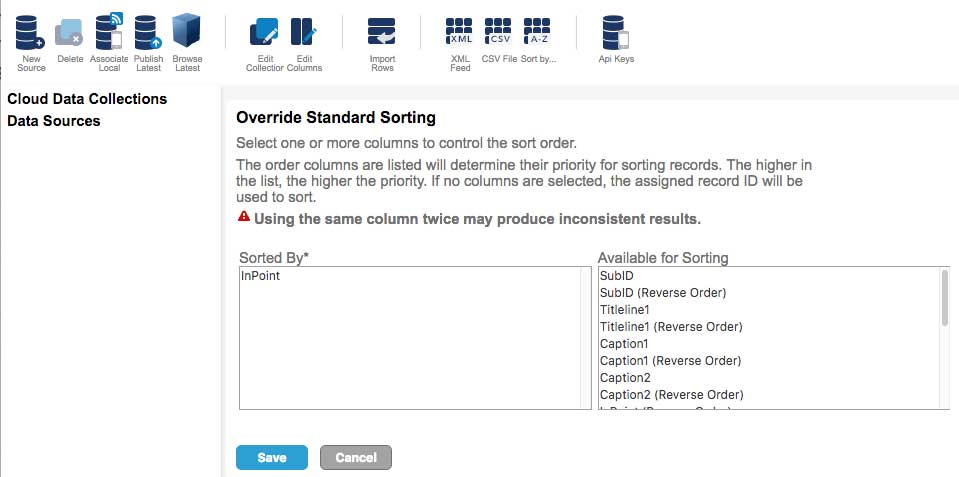 New
Source
Delete
Associate
Local
Publish
Latest
Browse
Latest
Edit
Collection
Edit
Columns
Import
Rows
XML
XML
Feed
CSV
CSV File
A-Z
Sort by...
Api Keys
Cloud Data Collections
Data Sources
Override Standard Sorting
Select one or more columns to control the sort order.
The order columns are listed will determine their priority for sorting records. The higher in
the list, the higher the priority. If no columns are selected, the assigned record ID will be
used to sort.
Using the same column twice may produce inconsistent results.
Sorted By*
InPoint
Available for Sorting
SubID
SubID (Reverse Order)
Titleline1
Titleline1 (Reverse Order)
Caption1
Caption1 (Reverse Order)
Caption2
Caption2 (Reverse Order)
InPoint (Reverse Order)
Save
Cancel